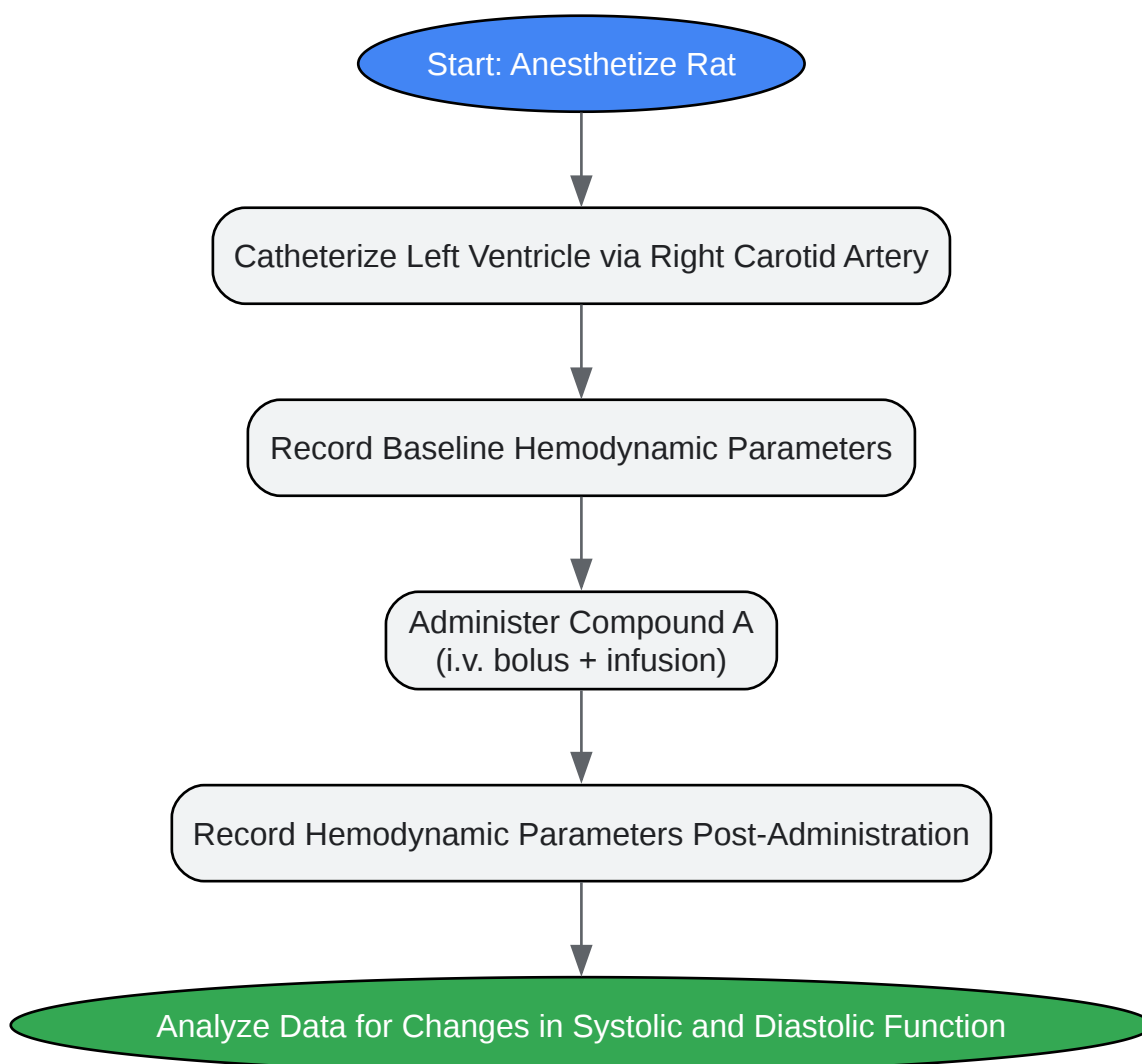 Start: Anesthetize Rat
Catheterize Left Ventricle via Right Carotid Artery
Record Baseline Hemodynamic Parameters
Administer Compound A
(i.v. bolus + infusion)
Record Hemodynamic Parameters Post-Administration
Analyze Data for Changes in Systolic and Diastolic Function